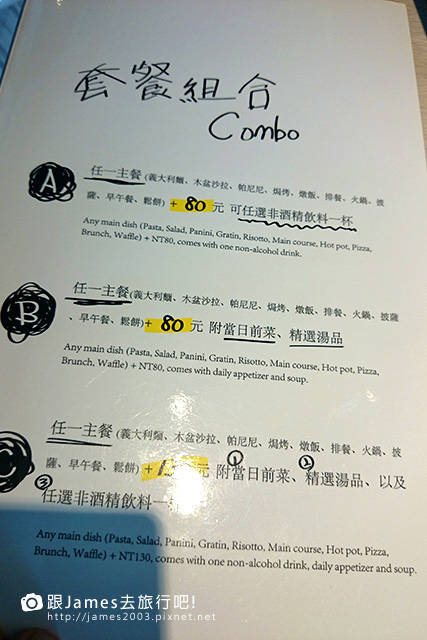 套餐組合
Combo
A 任一主餐(義大利麵、木盆沙拉、帕尼尼、焗烤、燉飯、排餐、火鍋、披
薩、早午餐、鬆餅)+80元 可任選非酒精飲料一杯
Any main dish (Pasta, Salad, Panini, Gratin, Risotto, Main course, Hot pot, Pizza,
Brunch, Waffle) + NT80, comes with one non-alcohol drink.
B 任一主餐(義大利麵、木盆沙拉、帕尼尼、焗烤、燉飯、排餐、火鍋、披薩
、早午餐、鬆餅)+80元 附當日前菜、精選湯品
Any main dish (Pasta, Salad, Panini, Gratin, Risotto, Main course, Hot pot, Pizza,
Brunch, Waffle) + NT80, comes with daily appetizer and soup.
C 任一主餐(義大利麵、木盆沙拉、帕尼尼、焗烤、燉飯、排餐、火鍋、披
① ②
薩、早午餐、鬆餅)+元 附當日前菜、精選湯品、以及
③
任選非酒精飲料一
Any main dish (Pasta, Salad, Panini, Gratin, Risotto, Main course, Hot pot, Pizza,
Brunch, Waffle) + NT130, comes with one non-alcohol drink, daily appetizer and soup.
跟James去旅行吧!
http://james2003.pixnet.net